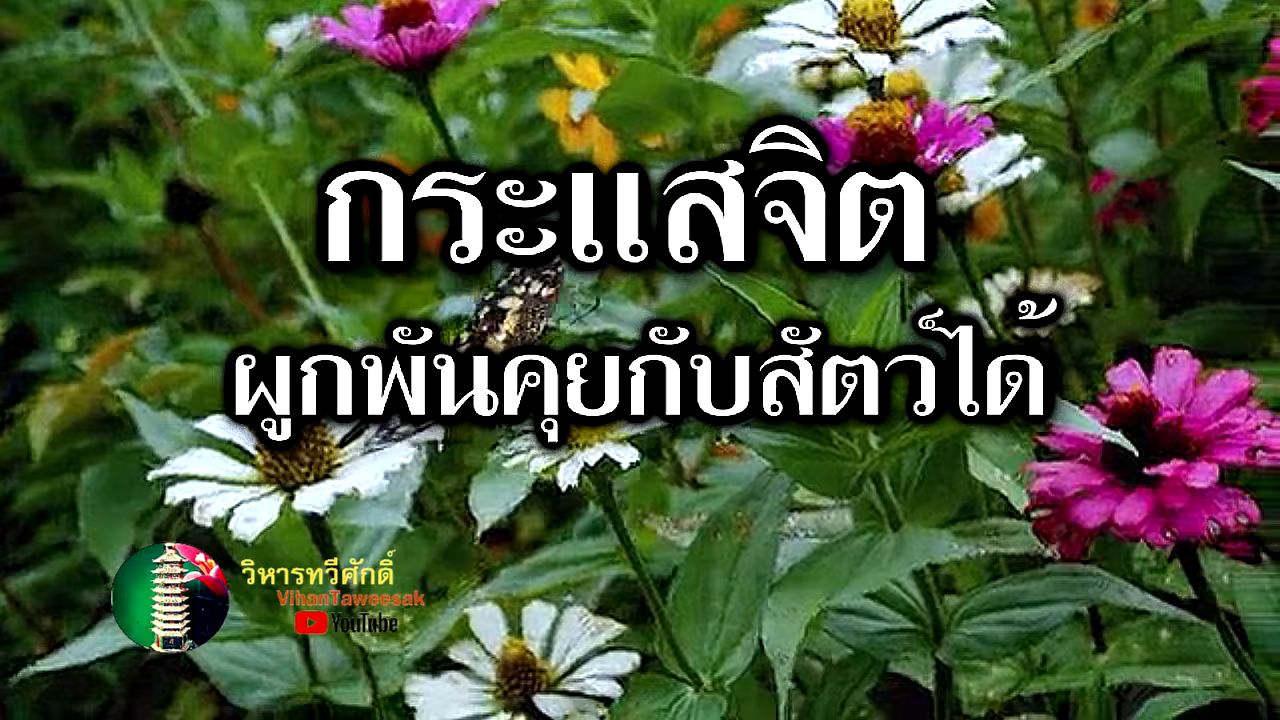 กระแสจิต
ผูกพันคุยกับสัตว์ได้
วิหารทวีศักดิ์
VihanTaweesak
YouTube